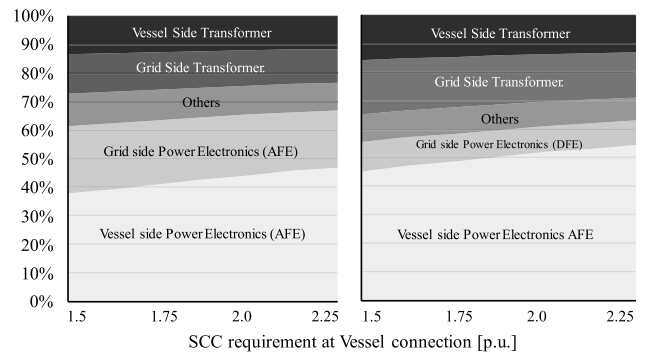 100%
90%
80%
70%
60%
50%
40%
30%
20%
10%
0%
Vessel Side Transformer
Grid Side Transformer.
Others
Grid side Power Electronics (AFE)
Vessel side Power Electronics (AFE)
1.5 1.75 2.0 2.25
Vessel Side Transformer
Grid Side Transformer.
Others
Grid side Power Electronics (DFE)
Vessel side Power Electronics AFE
1.5 1.75 2.0 2.25
SCC requirement at Vessel connection [p.u.]